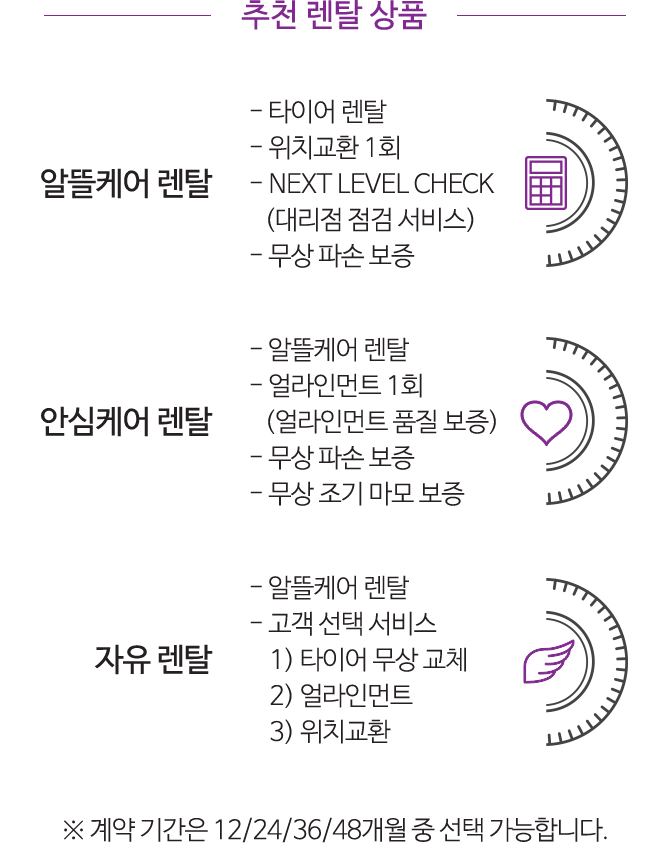 추천 렌탈 상품
알뜰케어 렌탈
- 타이어 렌탈
- 위치교환 1회
- NEXT LEVEL CHECK
(대리점 점검 서비스)
- 무상 파손 보증
안심케어 렌탈
- 알뜰케어 렌탈
- 얼라인먼트 1회
(얼라인먼트 품질 보증)
- 무상 파손 보증
- 무상 조기 마모 보증
자유 렌탈
- 알뜰케어 렌탈
- 고객 선택 서비스
1) 타이어 무상 교체
2) 얼라인먼트
3) 위치교환
※ 계약 기간은 12/24/36/48개월 중 선택 가능합니다.